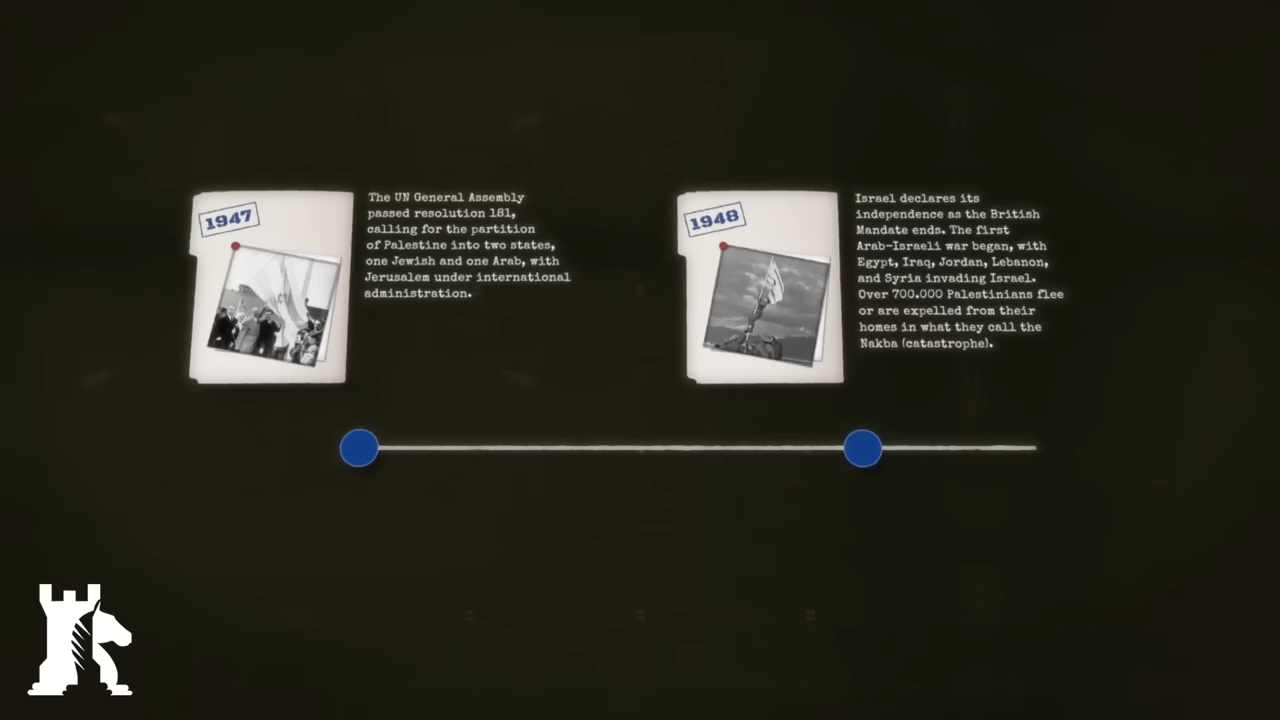 1947
The UN General Assembly
passed resolution 181,
calling for the partition
of Palestine into two states,
one Jewish and one Arab, with
Jerusalem under international
administration.
1948
Israel declares its
independence as the British
Mandate ends. The first
Arab-Israeli war began, with
Egypt, Iraq, Jordan, Lebanon,
and Syria invading Israel.
Over 700.000 Palestinians flee
or are expelled from their
homes in what they call the
Nakba (catastrophe).